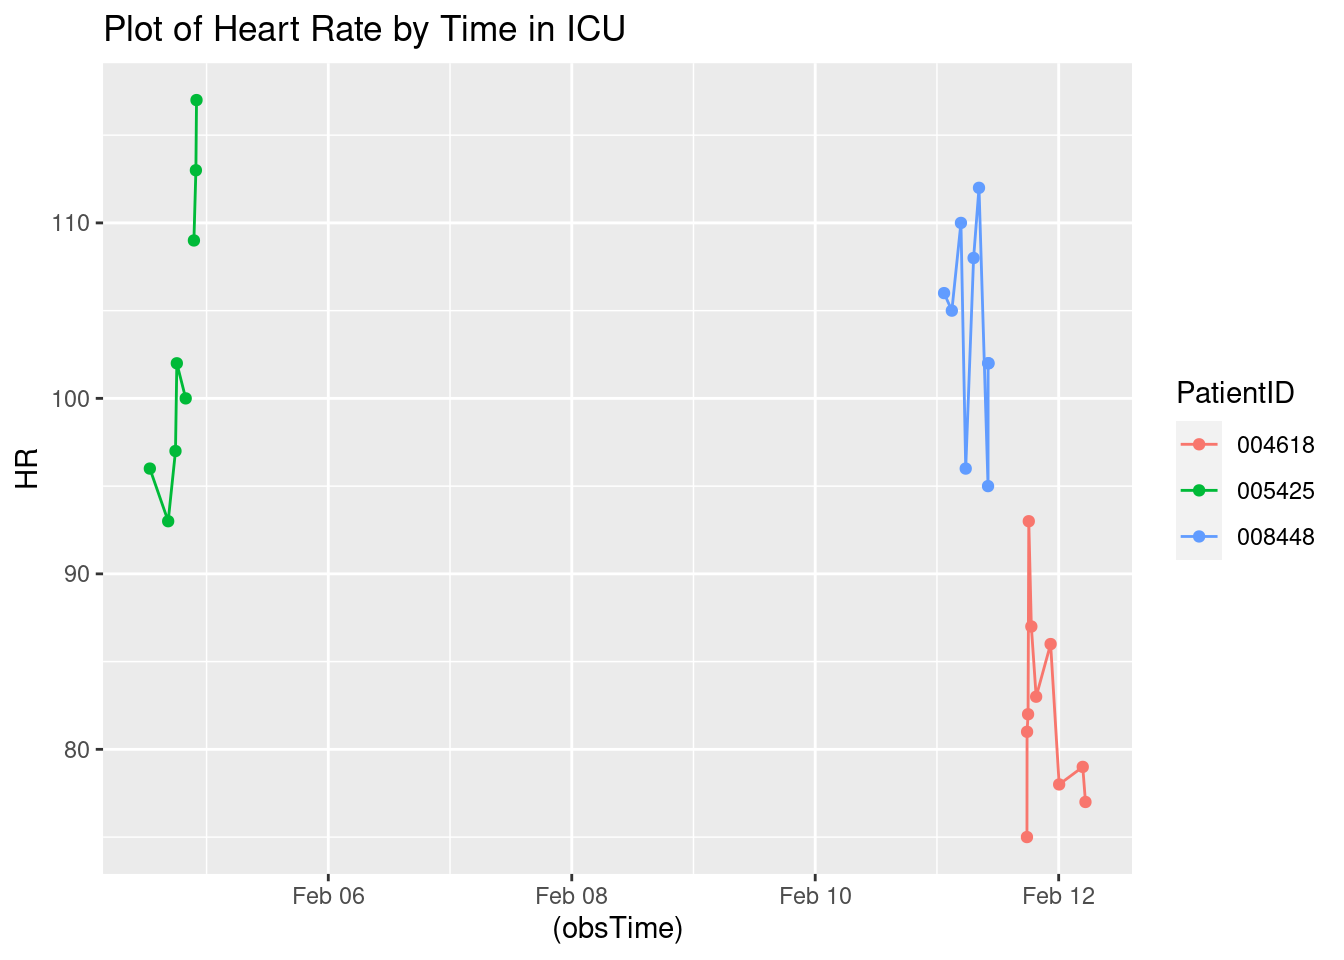 Plot of Heart Rate by Time in ICU
110
100
90
80
HR
Feb 06
Feb 08
Feb 10
Feb 12
(obsTime)
PatientID
004618
005425
008448